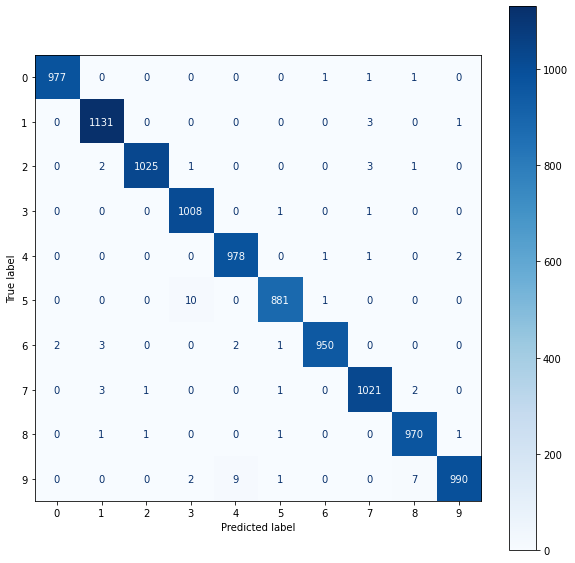 0 977 0 0 0 0 0 1 1 1 0
1 0 1131 0 0 0 0 0 3 0 1
2 0 2 1025 1 0 0 0 3 1 0
3 0 0 0 1008 0 1 0 1 0 0
4 0 0 0 0 978 0 1 1 0 2
5 0 0 0 10 0 881 1 0 0 0
6 2 3 0 0 2 1 950 0 0 0
7 0 3 1 0 0 1 0 1021 2 0
8 0 1 1 0 0 1 0 0 970 1
9 0 0 0 2 9 1 0 0 7 990
0 1 2 3 4 5 6 7 8 9
Predicted label
True label
1000
800
600
400
200
0